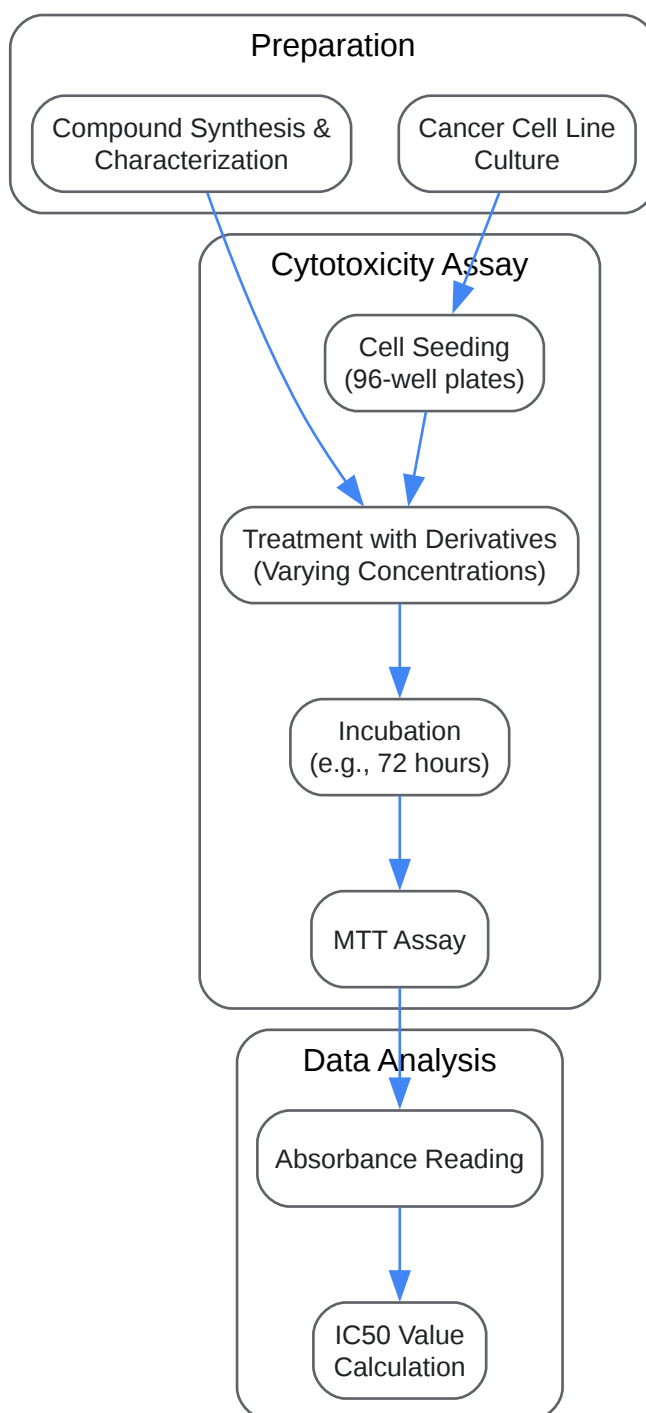 Preparation
Compound Synthesis &
Characterization
Cancer Cell Line
Culture
Cytotoxicity Assay
Cell Seeding
(96-well plates)
Treatment with Derivatives
(Varying Concentrations)
Incubation
(e.g., 72 hours)
MTT Assay
Data Analysis
Absorbance Reading
IC50 Value
Calculation